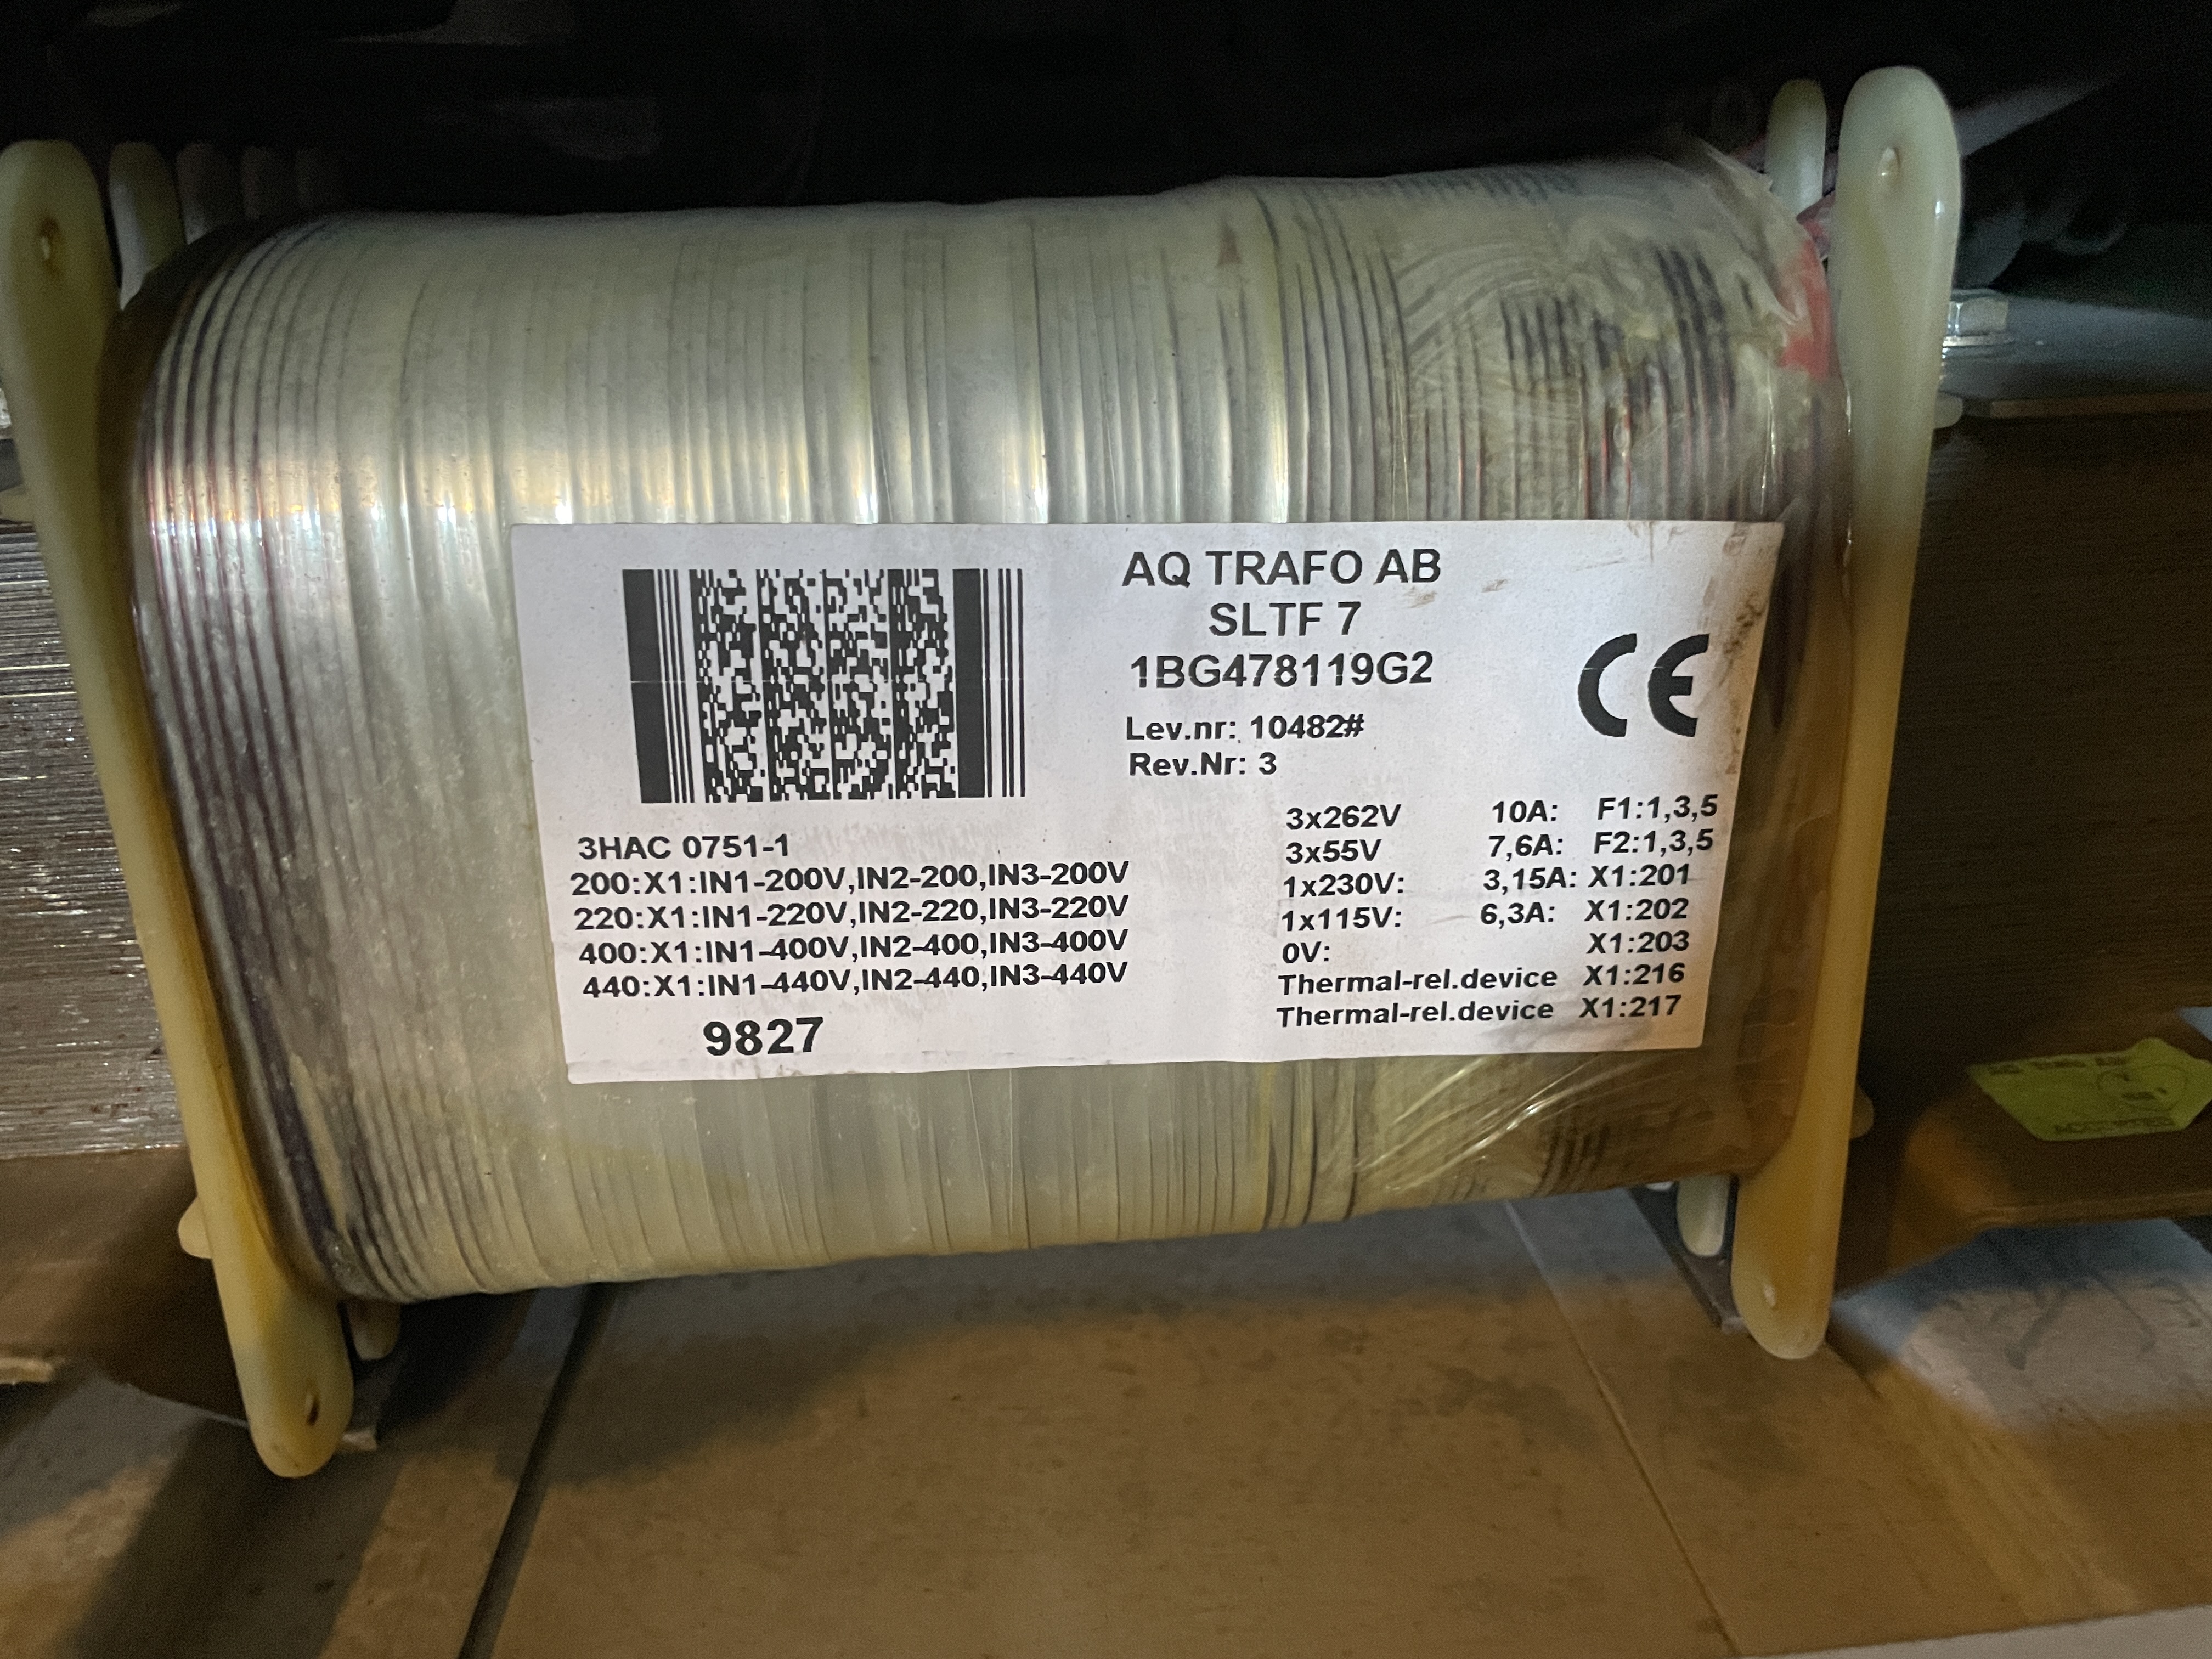 AQ TRAFO AB
SLTF 7
1BG478119G2
CE
Lev.nr: 10482#
Rev.Nr: 3
3HAC 0751-1
200:X1:IN1-200V,IN2-200,IN3-200V
220:X1:IN1-220V,IN2-220,IN3-220V
400:X1:IN1-400V,IN2-400,IN3-400V
440:X1:IN1-440V,IN2-440,IN3-440V
9827
3x262V 10A: F1:1,3,5
3x55V 7,6A: F2:1,3,5
1x230V: 3,15A: X1:201
1x115V: 6,3A: X1:202
0V: X1:203
Thermal-rel.device X1:216
Thermal-rel.device X1:217
ACCEPTED